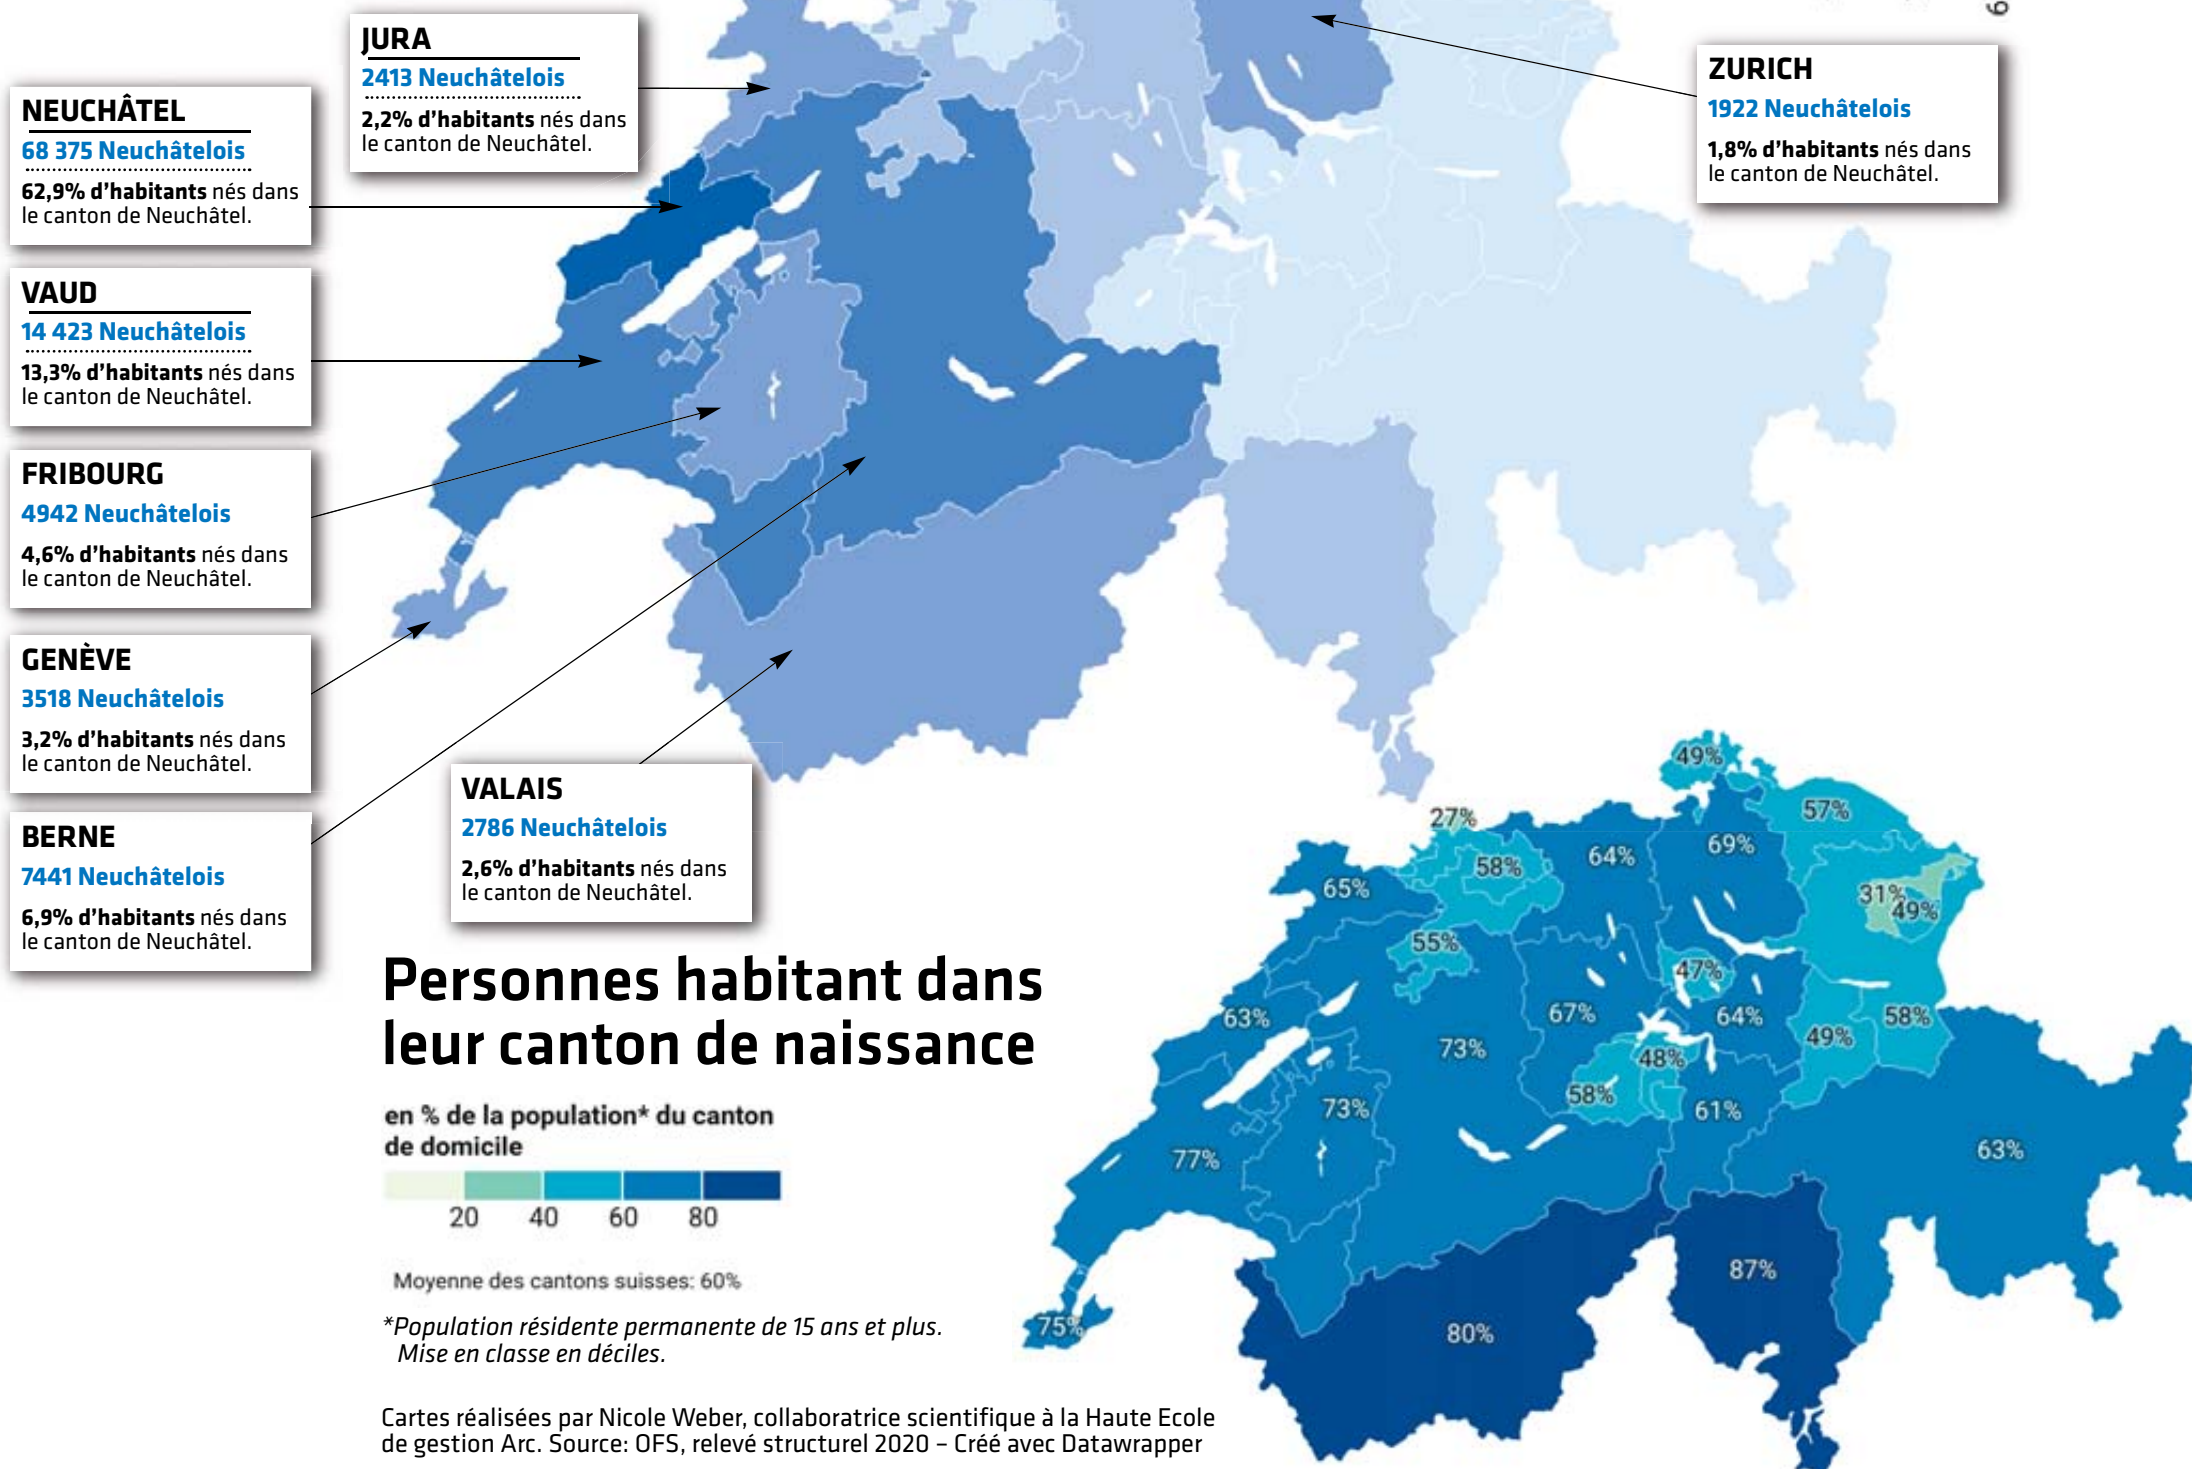 JURA
2413 Neuchâtelois
2,2% d'habitants nés dans
le canton de Neuchâtel.
ZURICH
1922 Neuchâtelois
1,8% d'habitants nés dans
le canton de Neuchâtel.
NEUCHÂTEL
68 375 Neuchâtelois
62,9% d'habitants nés dans
le canton de Neuchâtel.
VAUD
14 423 Neuchâtelois
13,3% d'habitants nés dans
le canton de Neuchâtel.
FRIBOURG
4942 Neuchâtelois
4,6% d'habitants nés dans
le canton de Neuchâtel.
GENÈVE
3518 Neuchâtelois
3,2% d'habitants nés dans
le canton de Neuchâtel.
BERNE
7441 Neuchâtelois
6,9% d'habitants nés dans
le canton de Neuchâtel.
VALAIS
2786 Neuchâtelois
2,6% d'habitants nés dans
le canton de Neuchâtel.
Personnes habitant dans
leur canton de naissance
en % de la population* du canton
de domicile
20 40 60 80
Moyenne des cantons suisses: 60%
*Population résidente permanente de 15 ans et plus.
Mise en classe en déciles.
Cartes réalisées par Nicole Weber, collaboratrice scientifique à la Haute Ecole
de gestion Arc. Source: OFS, relevé structurel 2020 – Créé avec Datawrapper
49%
27%
57%
58%
64%
69%
65%
31%
49%
55%
47%
63%
67%
64%
58%
73%
49%
48%
58%
73%
61%
77%
63%
87%
75%
80%